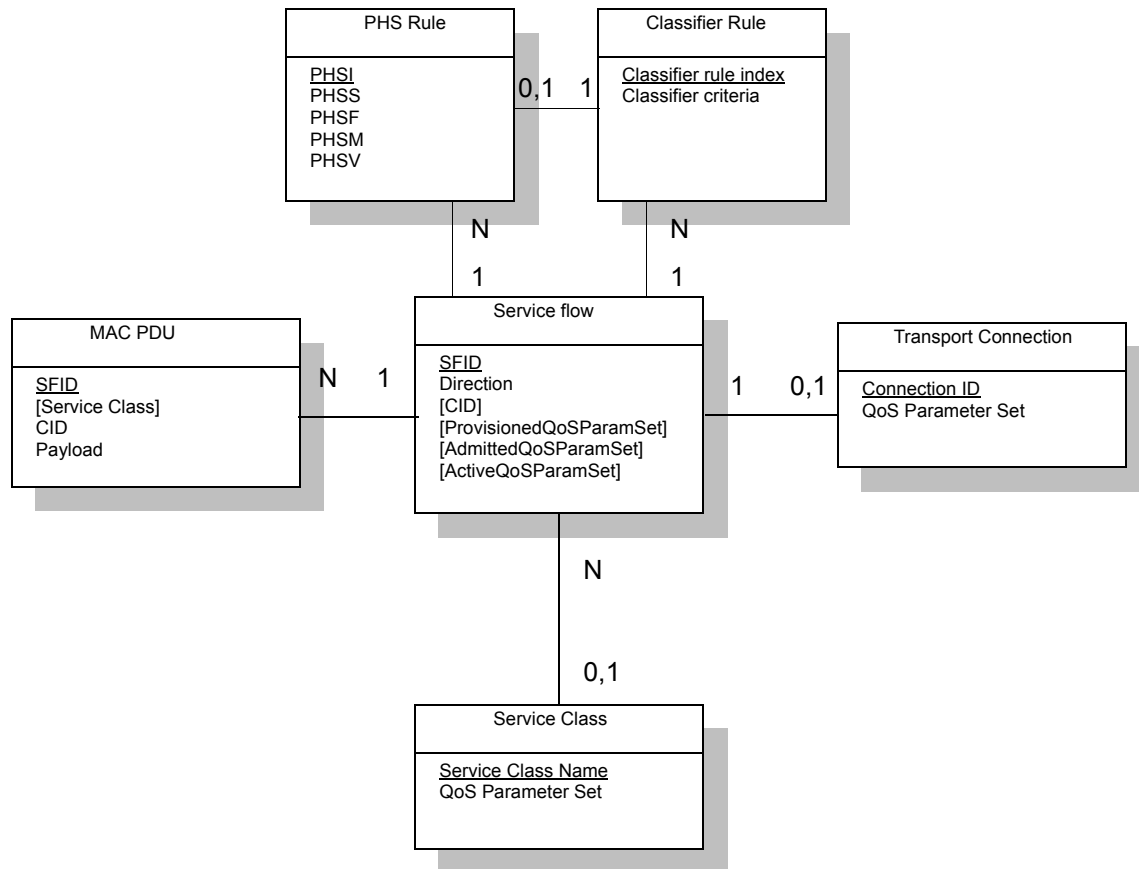 PHS Rule
PHSI
PHSS
PHSF
PHSM
PHSV
Classifier Rule
Classifier rule index
Classifier criteria
0,1 1
N
1
N
1
MAC PDU
SFID
[Service Class]
CID
Payload
N 1
Service flow
SFID
Direction
[CID]
[ProvisionedQoSParamSet]
[AdmittedQoSParamSet]
[ActiveQoSParamSet]
1 0,1
Transport Connection
Connection ID
QoS Parameter Set
N
0,1
Service Class
Service Class Name
QoS Parameter Set